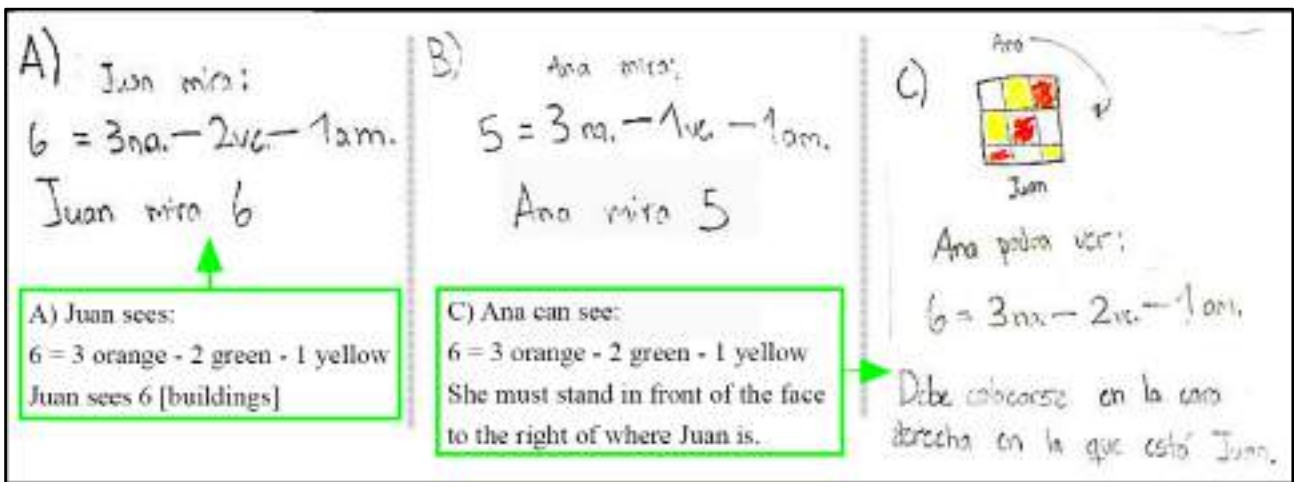 A) Juan mira:
6 = 3na. - 2ve. - 1am.
Juan mira 6
A) Juan sees:
6 = 3 orange - 2 green - 1 yellow
Juan sees 6 [buildings]
B) Ana mira:
5 = 3na. - 1ve. - 1am.
Ana mira 5
C) Ana can see:
6 = 3 orange - 2 green - 1 yellow
She must stand in front of the face
to the right of where Juan is.
C)
Ana
Juan
Ana podra ver:
6 = 3na. - 2ve. - 1am.
Debe colocarse en la cara
derecha en la que está Juan.